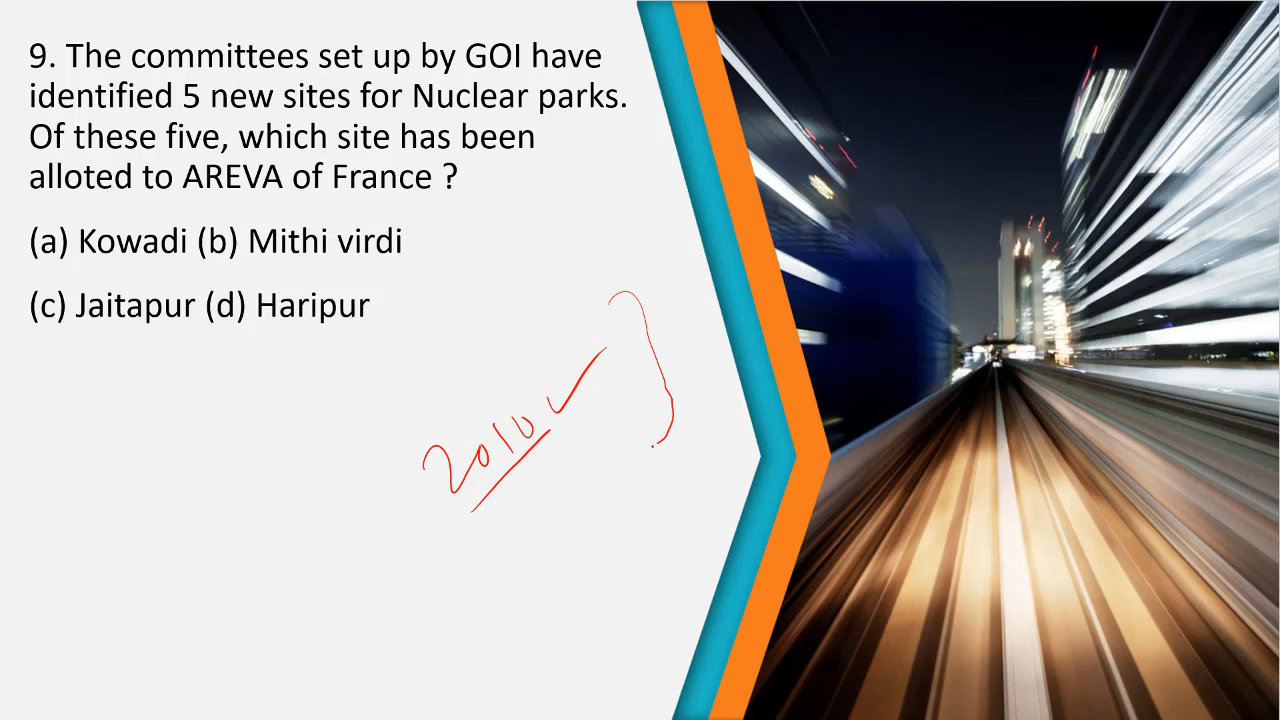 9. The committees set up by GOI have
identified 5 new sites for Nuclear parks.
Of these five, which site has been
alloted to AREVA of France ?
(a) Kowadi (b) Mithi virdi
(c) Jaitapur (d) Haripur
2010